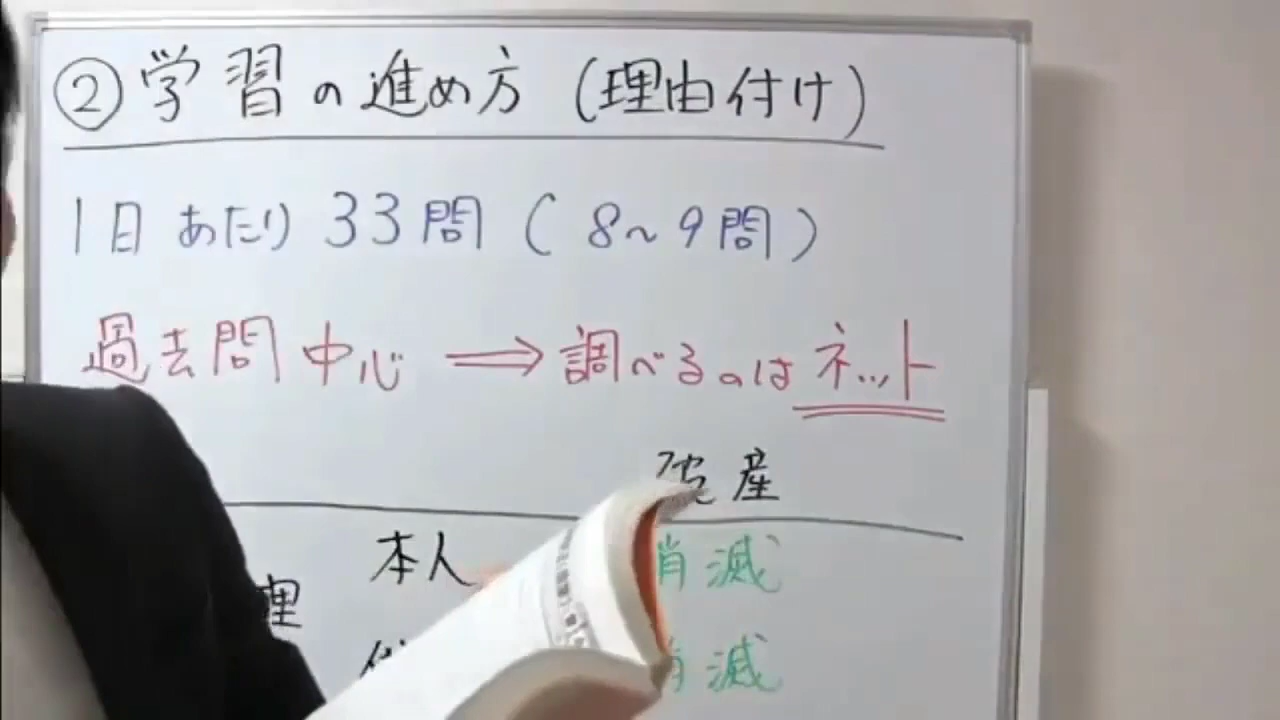 ② 学習の進め方 (理由付け)
1日あたり 33問 ( 8~9問 )
過去問中心 ⇒ 調べるのは ネット
破産
本人 消滅
理
消滅